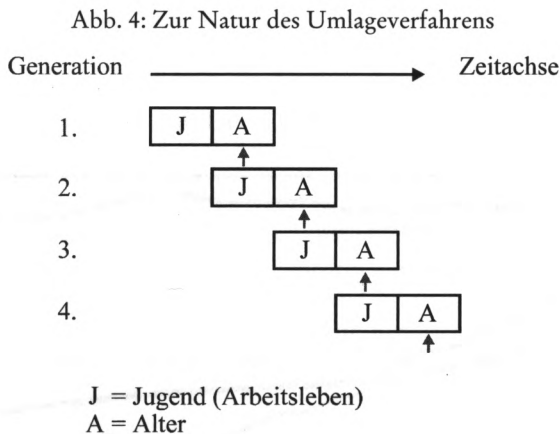 Abb. 4: Zur Natur des Umlageverfahrens
Generation Zeitachse
1. J A
2. J A
3. J A
4. J A
J = Jugend (Arbeitsleben)
A = Alter